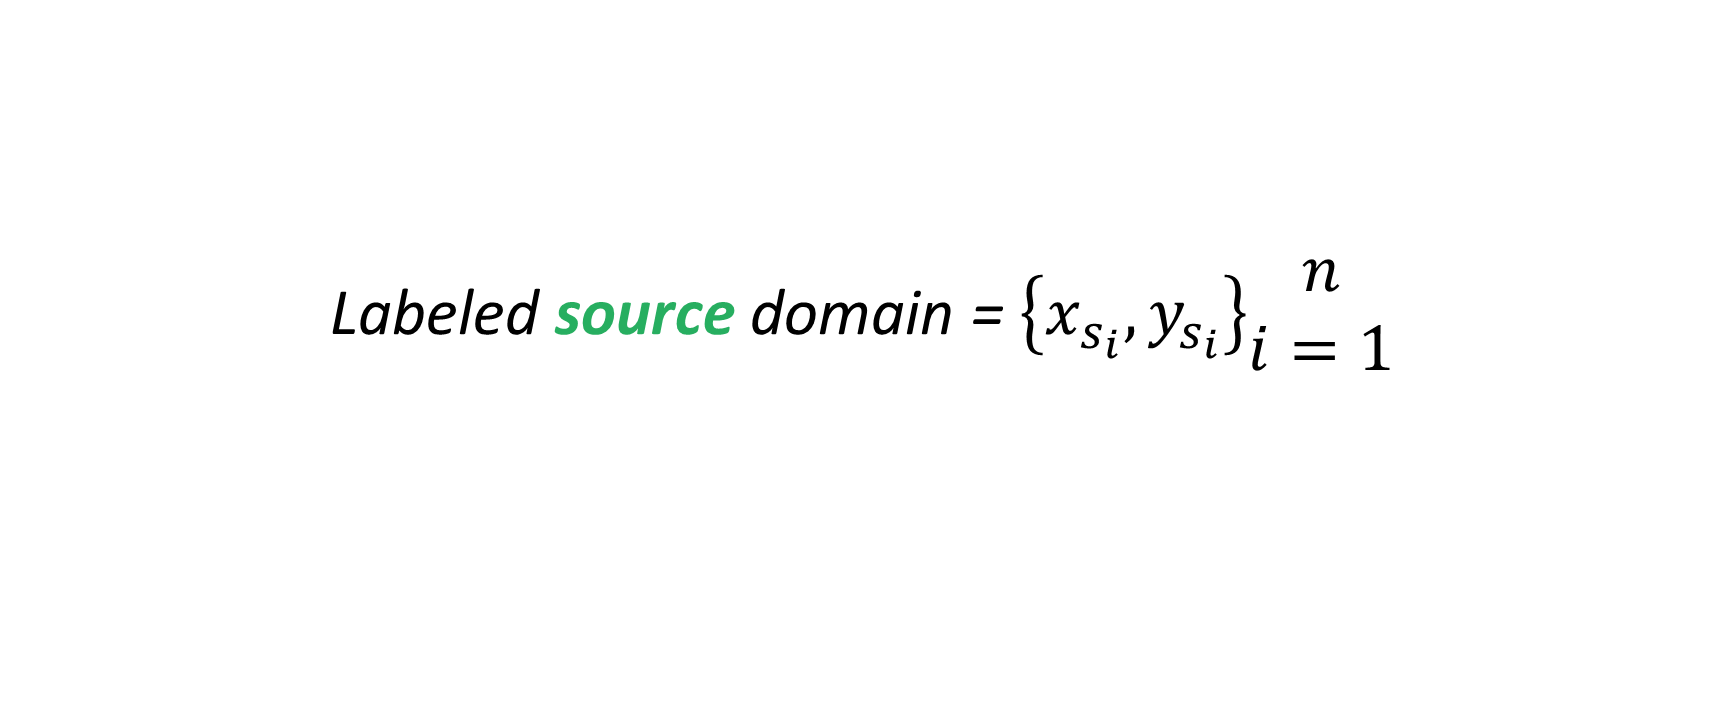 Labeled source domain = {x_{s_i}, y_{s_i}}_{i = 1}^{n}